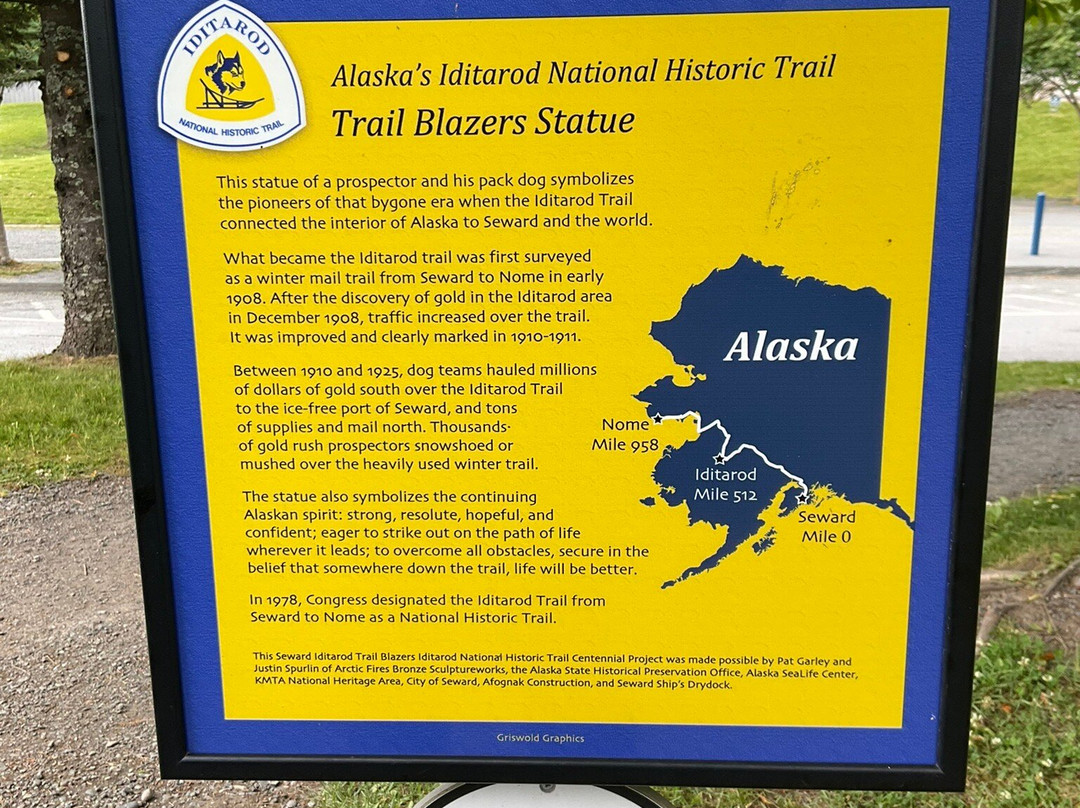 IDITAROD
NATIONAL HISTORIC TRAIL
Alaska's Iditarod National Historic Trail
Trail Blazers Statue
This statue of a prospector and his pack dog symbolizes
the pioneers of that bygone era when the Iditarod Trail
connected the interior of Alaska to Seward and the world.
What became the Iditarod trail was first surveyed
as a winter mail trail from Seward to Nome in early
1908. After the discovery of gold in the Iditarod area
in December 1908, traffic increased over the trail.
It was improved and clearly marked in 1910-1911.
Between 1910 and 1925, dog teams hauled millions
of dollars of gold south over the Iditarod Trail
to the ice-free port of Seward, and tons
of supplies and mail north. Thousands
of gold rush prospectors snowshoed or
mushed over the heavily used winter trail.
The statue also symbolizes the continuing
Alaskan spirit: strong, resolute, hopeful, and
confident; eager to strike out on the path of life
wherever it leads; to overcome all obstacles, secure in the
belief that somewhere down the trail, life will be better.
In 1978, Congress designated the Iditarod Trail from
Seward to Nome as a National Historic Trail.
Alaska
Nome
Mile 958
Iditarod
Mile 512
Seward
Mile 0
This Seward Iditarod Trail Blazers Iditarod National Historic Trail Centennial Project was made possible by Pat Garley and
Justin Spurlin of Arctic Fires Bronze Sculptureworks, the Alaska State Historical Preservation Office, Alaska SeaLife Center,
KMTA National Heritage Area, City of Seward, Afognak Construction, and Seward Ship's Drydock.
Griswold Graphics